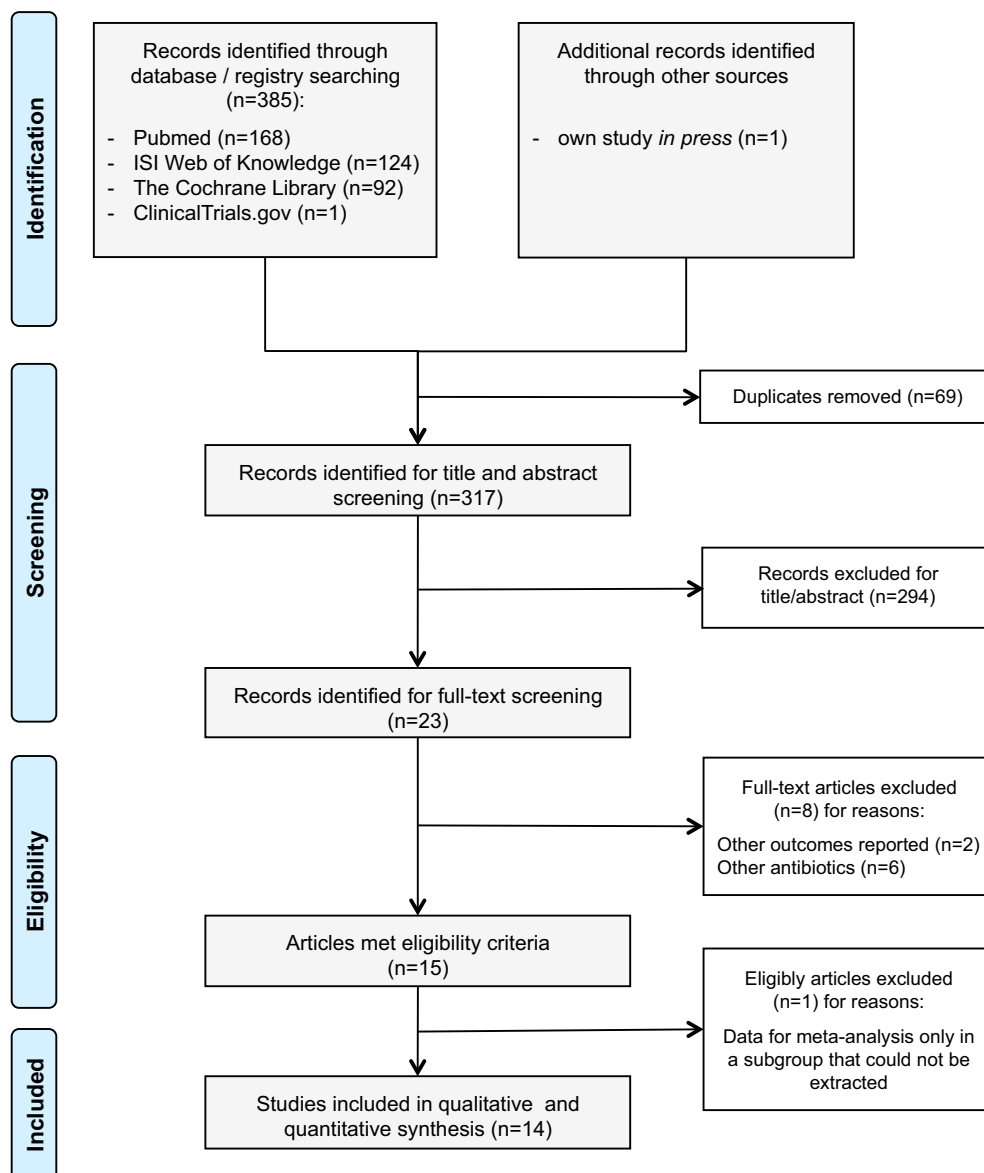 Identification
Records identified through
database / registry searching
(n=385):
- Pubmed (n=168)
- ISI Web of Knowledge (n=124)
- The Cochrane Library (n=92)
- ClinicalTrials.gov (n=1)
Additional records identified
through other sources
- own study in press (n=1)
Screening
Duplicates removed (n=69)
Records identified for title and abstract
screening (n=317)
Records excluded for
title/abstract (n=294)
Records identified for full-text screening
(n=23)
Eligibility
Full-text articles excluded
(n=8) for reasons:
Other outcomes reported (n=2)
Other antibiotics (n=6)
Articles met eligibility criteria
(n=15)
Eligibly articles excluded
(n=1) for reasons:
Data for meta-analysis only in
a subgroup that could not be
extracted
Included
Studies included in qualitative and
quantitative synthesis (n=14)